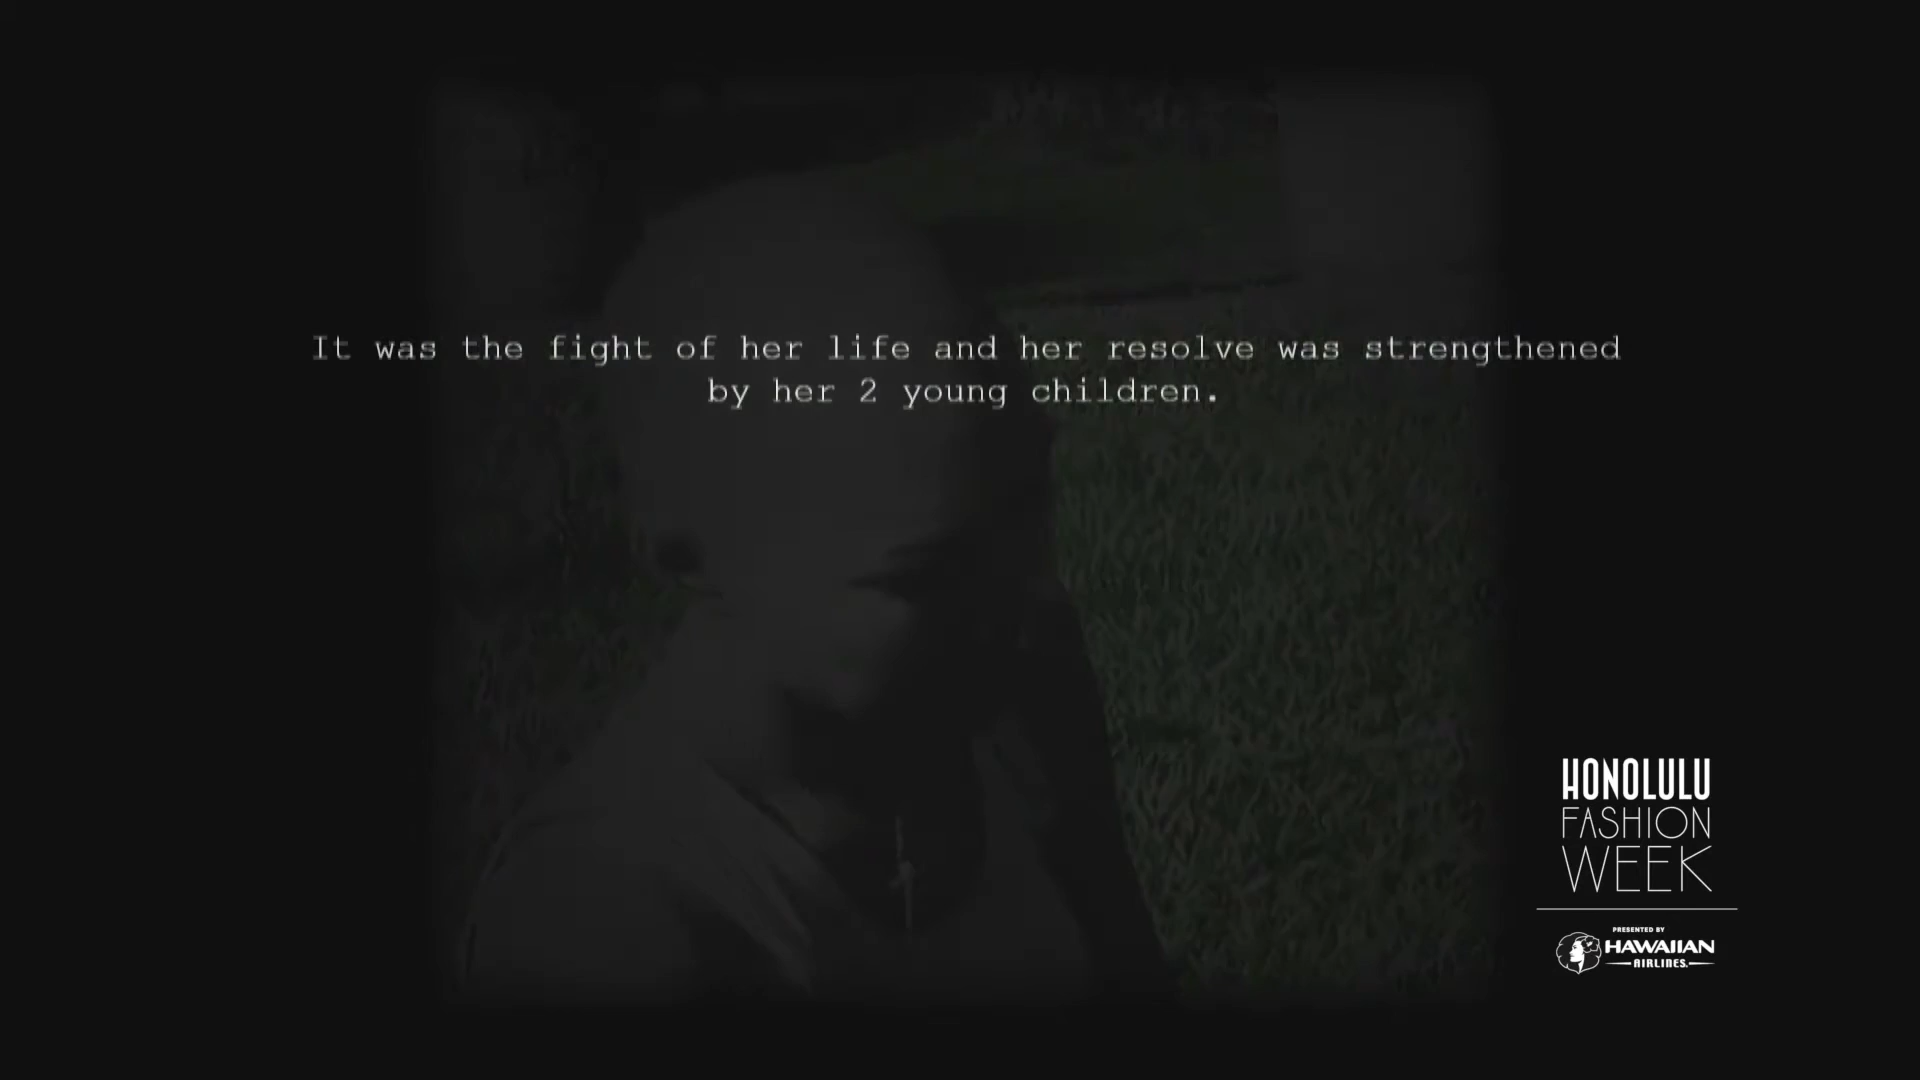 It was the fight of her life and her resolve was strengthened
by her 2 young children.
HONOLULU
FASHION
WEEK
PRESENTED BY
HAWAIIAN
AIRLINES.